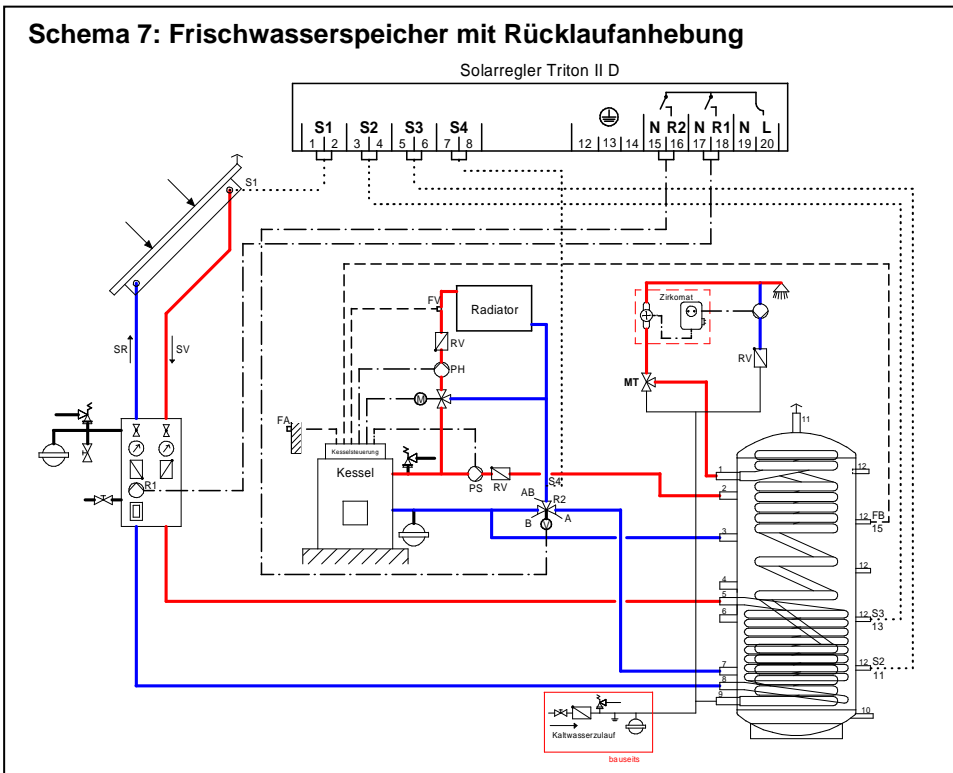 Schema 7: Frischwasserspeicher mit Rücklaufanhebung
Solarregler Triton II D
S1 S2 S3 S4 N R2 N R1 N L
1 2 3 4 5 6 7 8 12 13 14 15 16 17 18 19 20
S1
SR
SV
R1
FA
FV
Radiator
RV
PH
M
Kesselsteuerung
Kessel
PS
RV
S4
AB
R2
B
V
A
Zirkomat
RV
MT
11
1
2
3
4
5
6
7
8
9
10
12
12 FB
15
12
12 S3
13
12 S2
11
Kaltwasserzulauf
bauseits